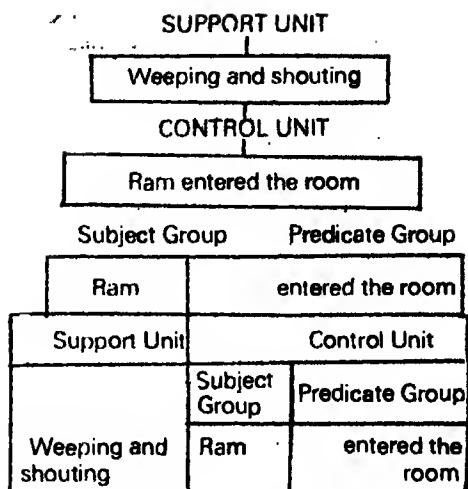 SUPPORT UNIT
Weeping and shouting
CONTROL UNIT
Ram entered the room
Subject Group Predicate Group
Ram entered the room
Support Unit Control Unit
Subject Group Predicate Group
Weeping and shouting Ram entered the room